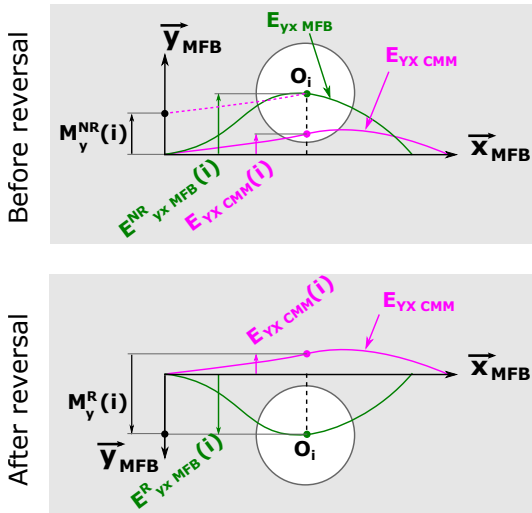 Before reversal
y MFB
E yx MFB
O i
E YX CMM
M y NR (i)
x MFB
E NR yx MFB (i)
E YX CMM (i)
After reversal
E YX CMM (i)
E YX CMM
x MFB
M y R (i)
y MFB
O i
E R yx MFB (i)